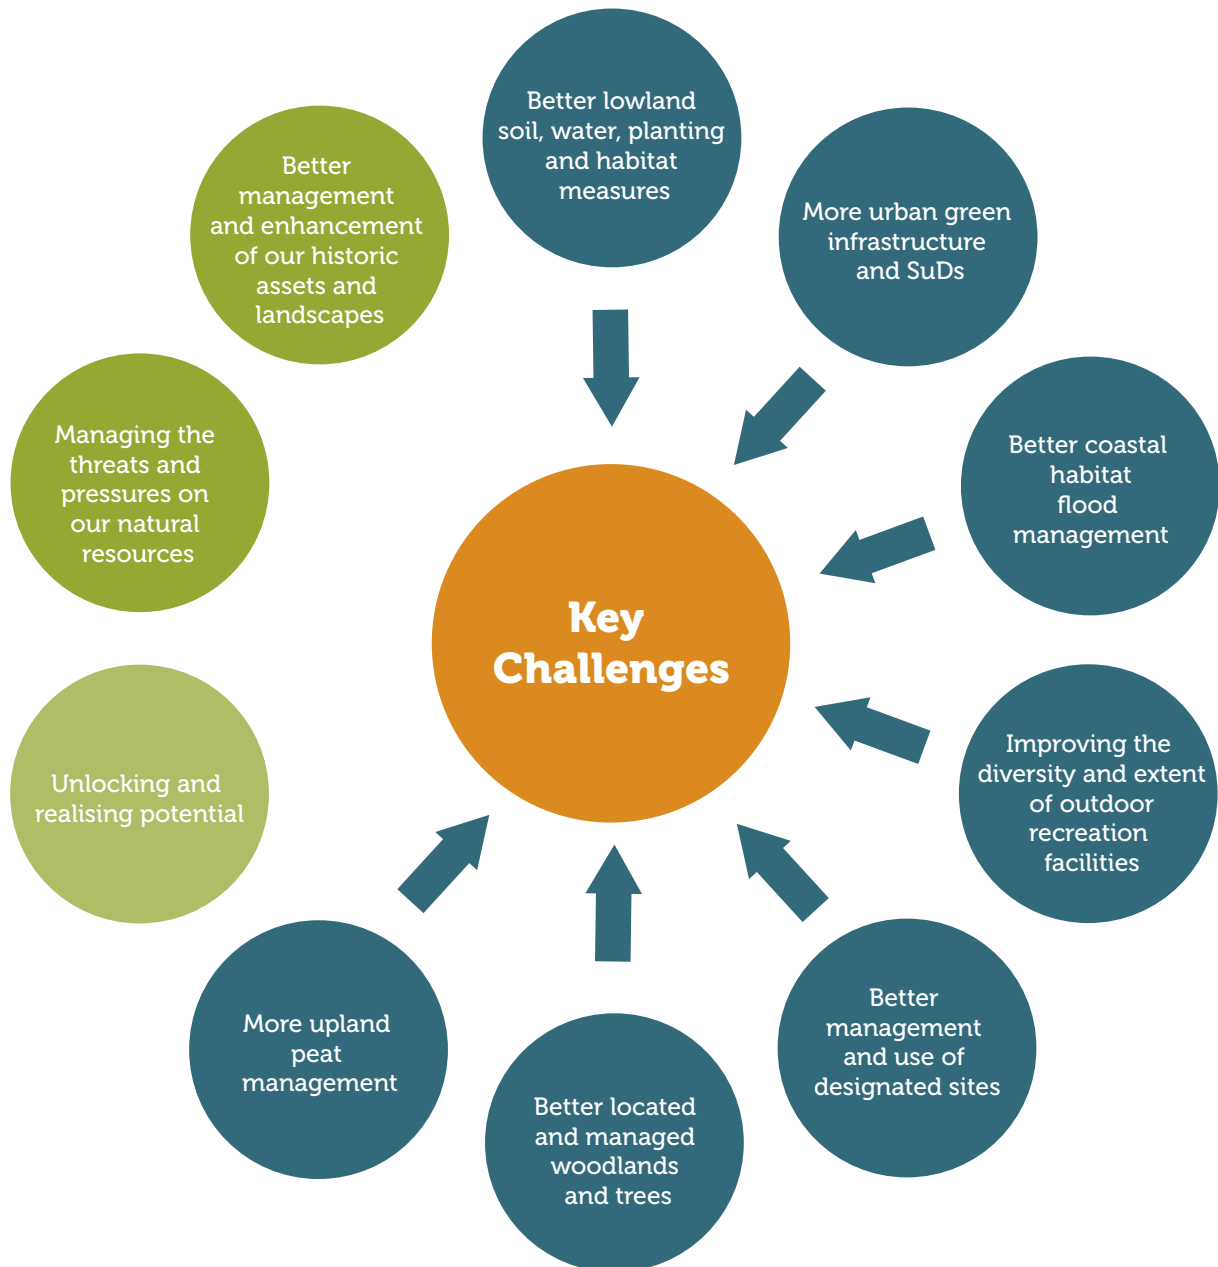 Better lowland
soil, water, planting
and habitat
measures
More urban green
infrastructure
and SuDs
Better coastal
habitat
flood
management
Improving the
diversity and extent
of outdoor
recreation
facilities
Better
management
and use of
designated sites
Better located
and managed
woodlands
and trees
More upland
peat
management
Unlocking and
realising potential
Managing the
threats and
pressures on
our natural
resources
Better
management
and enhancement
of our historic
assets and
landscapes
Key
Challenges